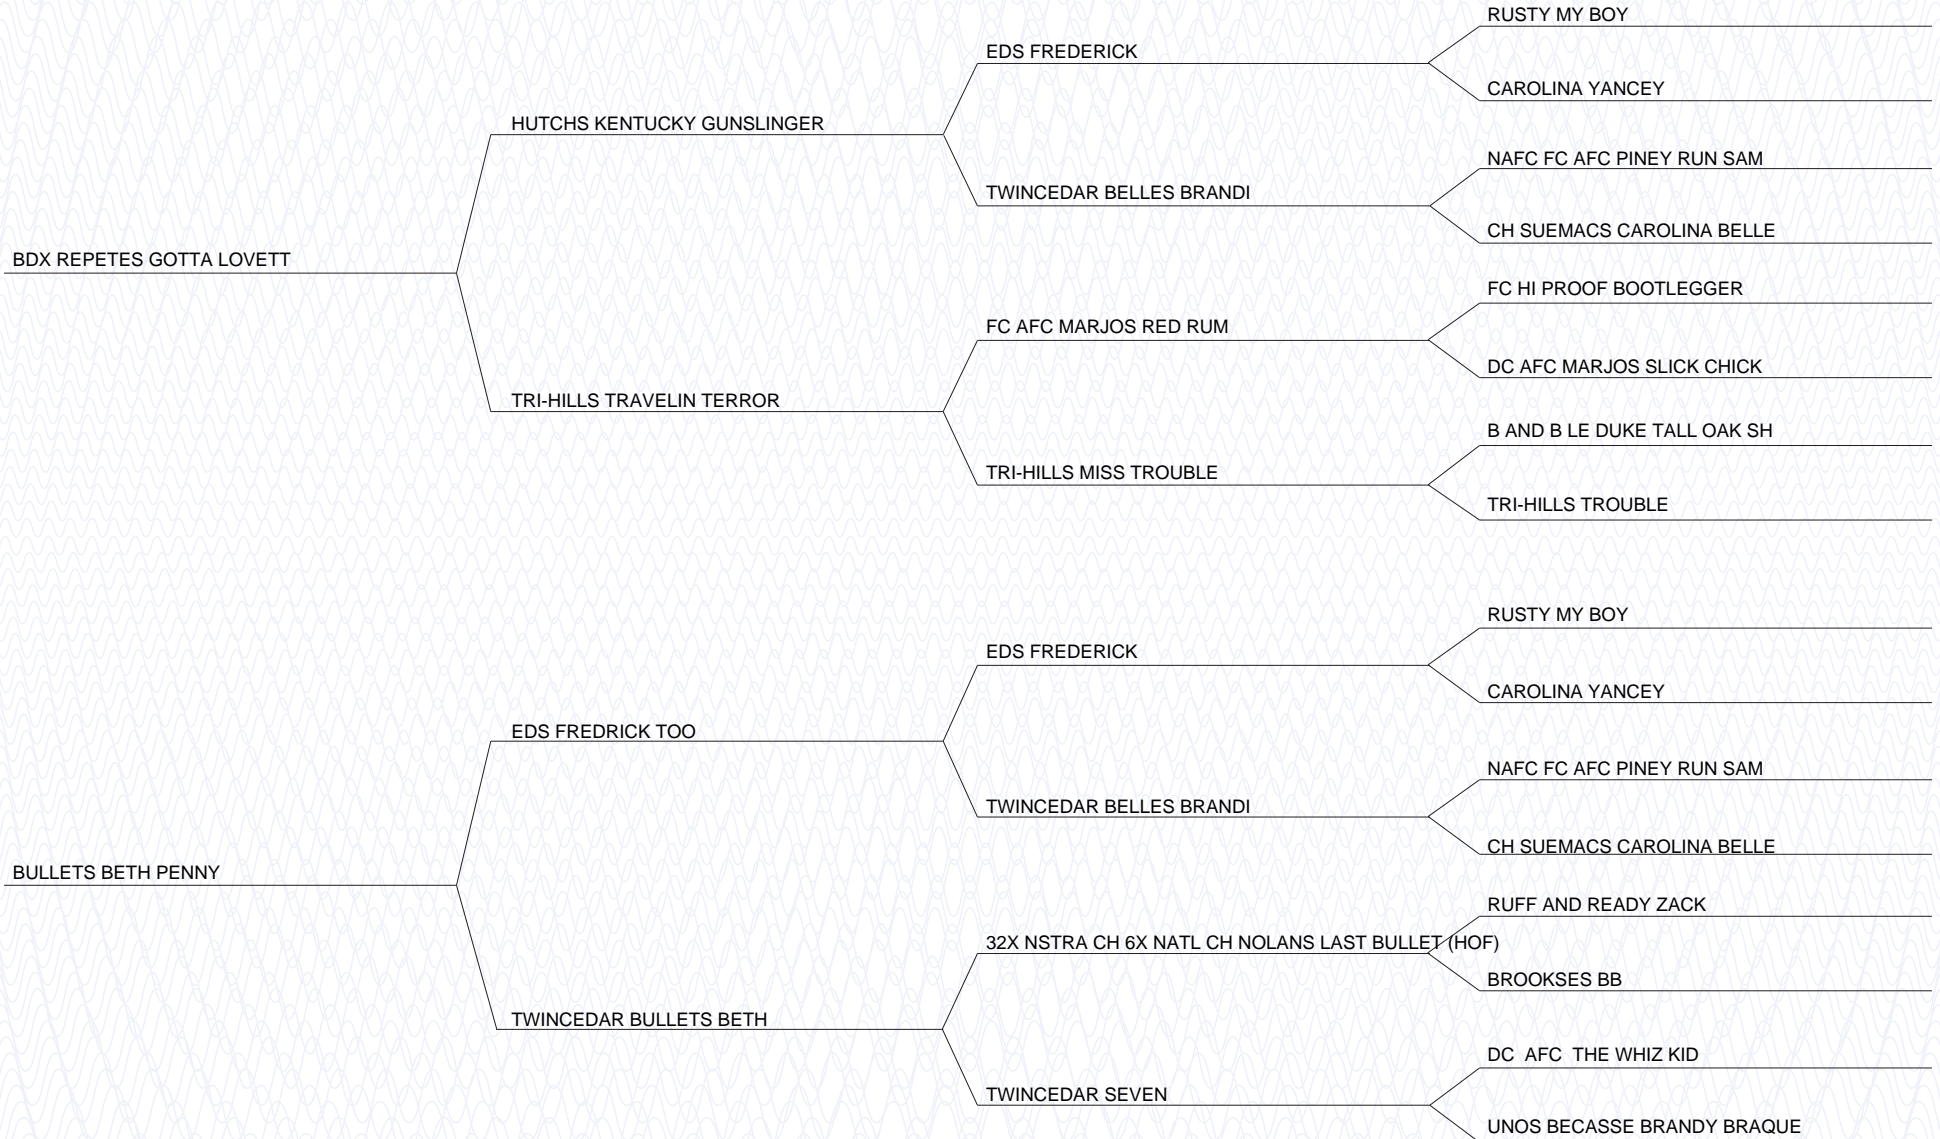 RUSTY MY BOY
EDS FREDERICK
CAROLINA YANCEY
HUTCHS KENTUCKY GUNSLINGER
NAFC FC AFC PINEY RUN SAM
TWINCEDAR BELLES BRANDI
CH SUEMACS CAROLINA BELLE
BDX REPETES GOTTA LOVETT
FC HI PROOF BOOTLEGGER
FC AFC MARJOS RED RUM
DC AFC MARJOS SLICK CHICK
TRI-HILLS TRAVELIN TERROR
B AND B LE DUKE TALL OAK SH
TRI-HILLS MISS TROUBLE
TRI-HILLS TROUBLE
RUSTY MY BOY
EDS FREDERICK
CAROLINA YANCEY
EDS FREDRICK TOO
NAFC FC AFC PINEY RUN SAM
TWINCEDAR BELLES BRANDI
CH SUEMACS CAROLINA BELLE
BULLETS BETH PENNY
RUFF AND READY ZACK
32X NSTRA CH 6X NATL CH NOLANS LAST BULLET (HOF)
BROOKSES BB
TWINCEDAR BULLETS BETH
DC  AFC  THE WHIZ KID
TWINCEDAR SEVEN
UNOS BECASSE BRANDY BRAQUE